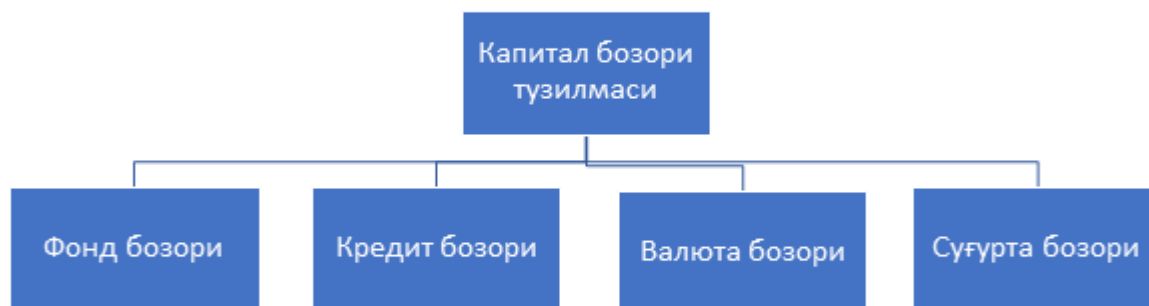 Капитал бозори
тузилмаси
Фонд бозори
Кредит бозори
Валюта бозори
Суғурта бозори